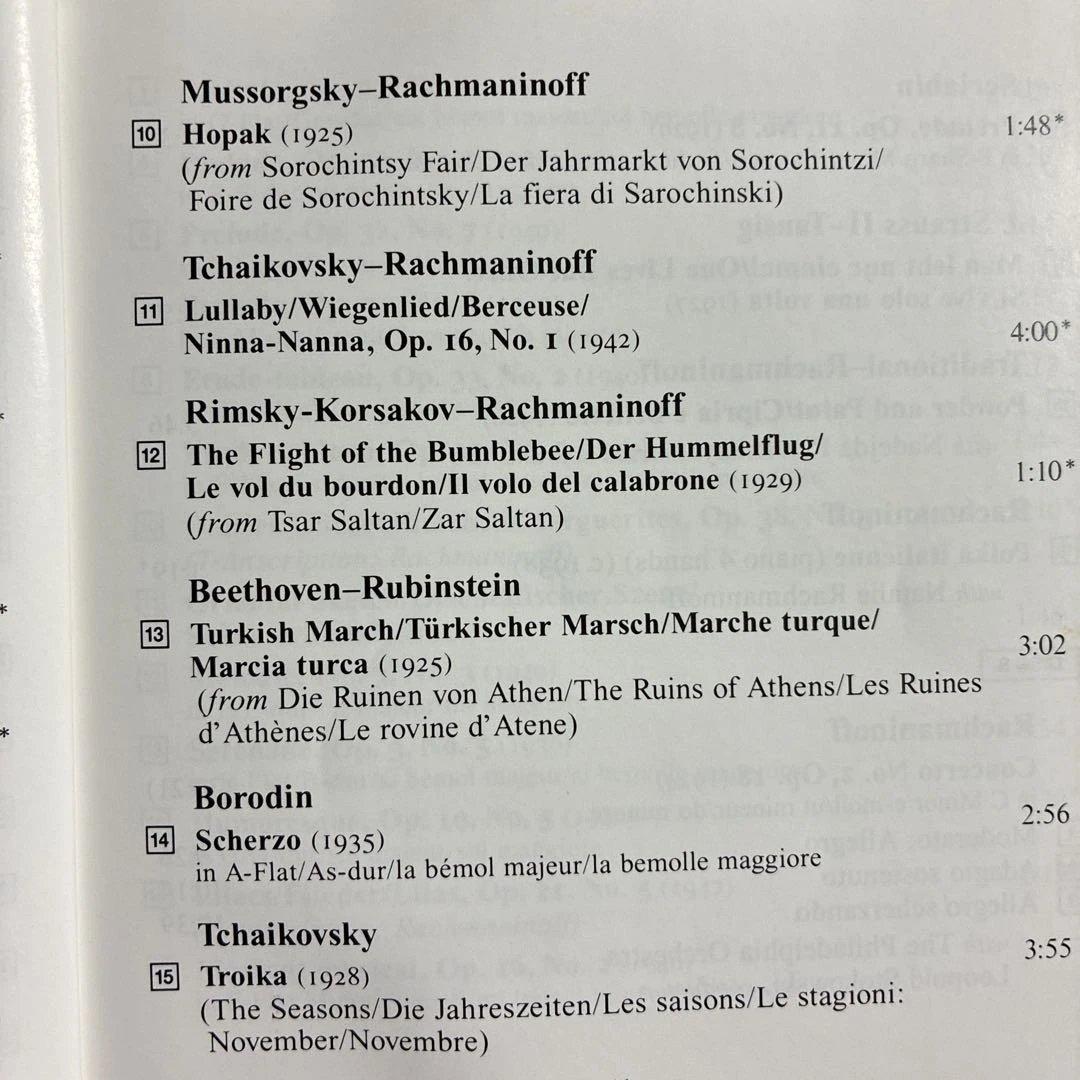 Mussorgsky–Rachmaninoff
10 Hopak (1925) 1:48*
(from Sorochintsy Fair/Der Jahrmarkt von Sorochintzi/
Foire de Sorochintsky/La fiera di Sarochinski)
Tchaikovsky–Rachmaninoff
11 Lullaby/Wiegenlied/Berceuse/
Ninna-Nanna, Op. 16, No. 1 (1942) 4:00*
Rimsky-Korsakov–Rachmaninoff
12 The Flight of the Bumblebee/Der Hummelflug/
Le vol du bourdon/Il volo del calabrone (1929) 1:10*
(from Tsar Saltan/Zar Saltan)
Beethoven–Rubinstein
13 Turkish March/Türkischer Marsch/Marche turque/
Marcia turca (1925) 3:02
(from Die Ruinen von Athen/The Ruins of Athens/Les Ruines
d'Athènes/Le rovine d'Atene)
Borodin
14 Scherzo (1935) 2:56
in A-Flat/As-dur/la bémol majeur/la bemolle maggiore
Tchaikovsky
15 Troika (1928) 3:55
(The Seasons/Die Jahreszeiten/Les saisons/Le stagioni:
November/Novembre)